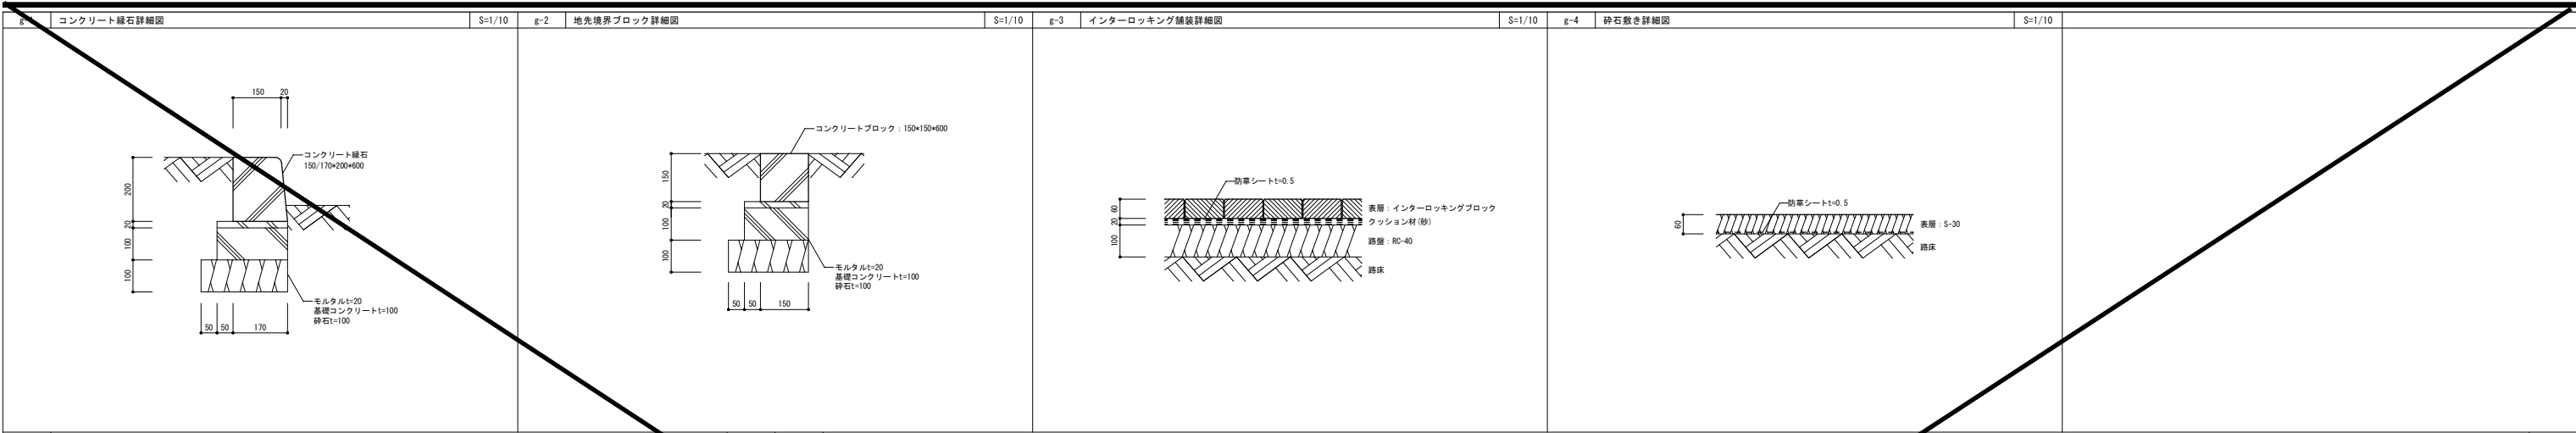 コンクリート縁石詳細図
S=1/10
150 20
コンクリート縁石
150/170*200*600
200
20
100
100
モルタルt=20
基礎コンクリートt=100
砕石t=100
50 50 170
g-2 地先境界ブロック詳細図 S=1/10
コンクリートブロック：150*150*600
150
20
100
100
モルタルt=20
基礎コンクリートt=100
砕石t=100
50 50 150
g-3 インターロッキング舗装詳細図 S=1/10
防草シートt=0.5
60
20
100
表層：インターロッキングブロック
クッション材(砂)
路盤：RC-40
路床
g-4 砕石敷き詳細図 S=1/10
防草シートt=0.5
60
表層：S-30
路床